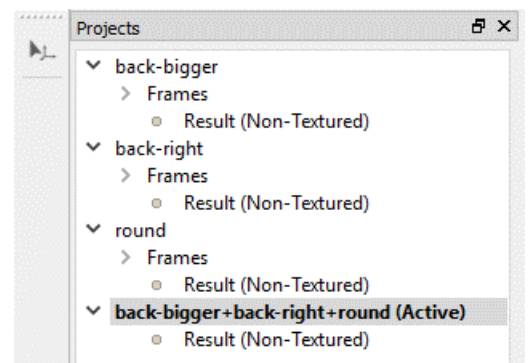 Projects
back-bigger
Frames
Result (Non-Textured)
back-right
Frames
Result (Non-Textured)
round
Frames
Result (Non-Textured)
back-bigger+back-right+round (Active)
Result (Non-Textured)